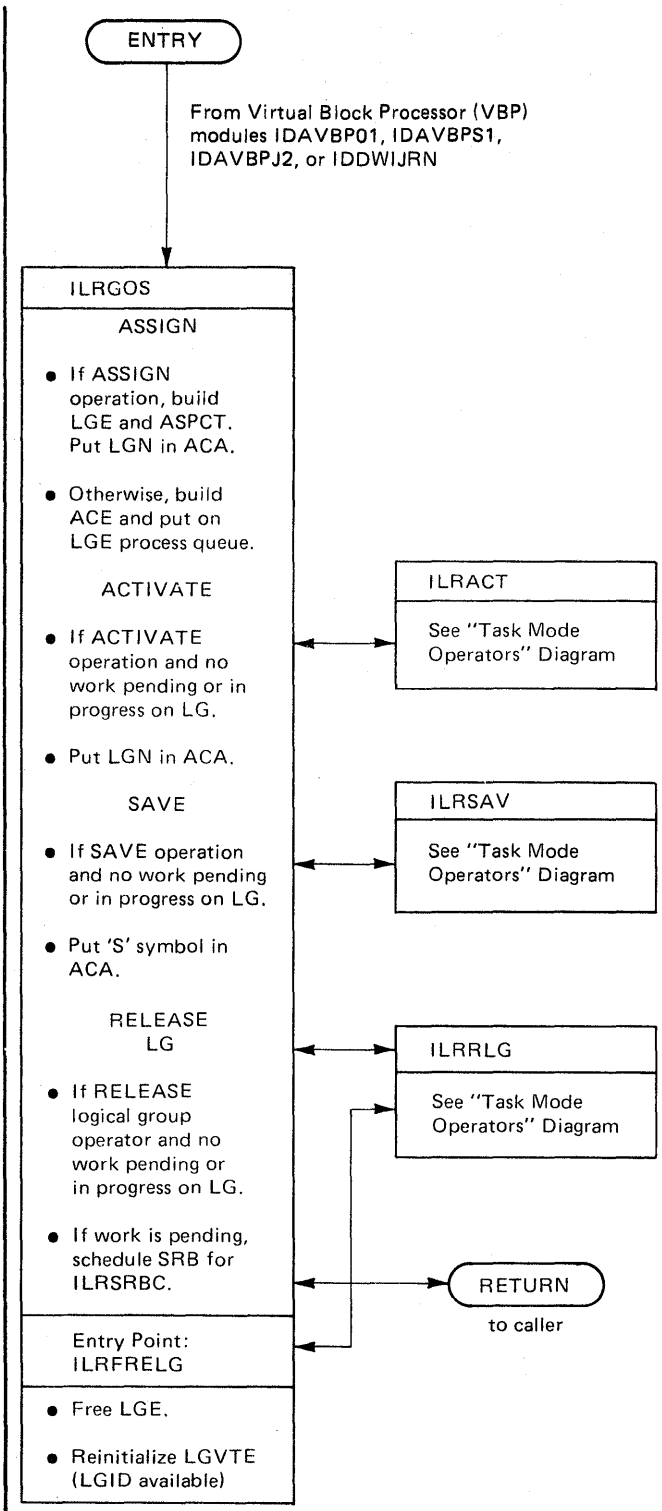 ENTRY
From Virtual Block Processor (VBP)
modules IDAVBP01, IDAVBPS1,
IDAVBPJ2, or IDDWIJRN
ILRGOS
ASSIGN
● If ASSIGN
operation, build
LGE and ASPCT.
Put LGN in ACA.
● Otherwise, build
ACE and put on
LGE process queue.
ACTIVATE
● If ACTIVATE
operation and no
work pending or in
progress on LG.
● Put LGN in ACA.
SAVE
● If SAVE operation
and no work pending
or in progress on LG.
● Put 'S' symbol in
ACA.
RELEASE
LG
● If RELEASE
logical group
operator and no
work pending or
in progress on LG.
● If work is pending,
schedule SRB for
ILRSRBC.
Entry Point:
ILRFRELG
● Free LGE.
● Reinitialize LGVTE
(LGID available)
ILRACT
See "Task Mode
Operators" Diagram
ILRSAV
See "Task Mode
Operators" Diagram
ILRRLG
See "Task Mode
Operators" Diagram
RETURN
to caller